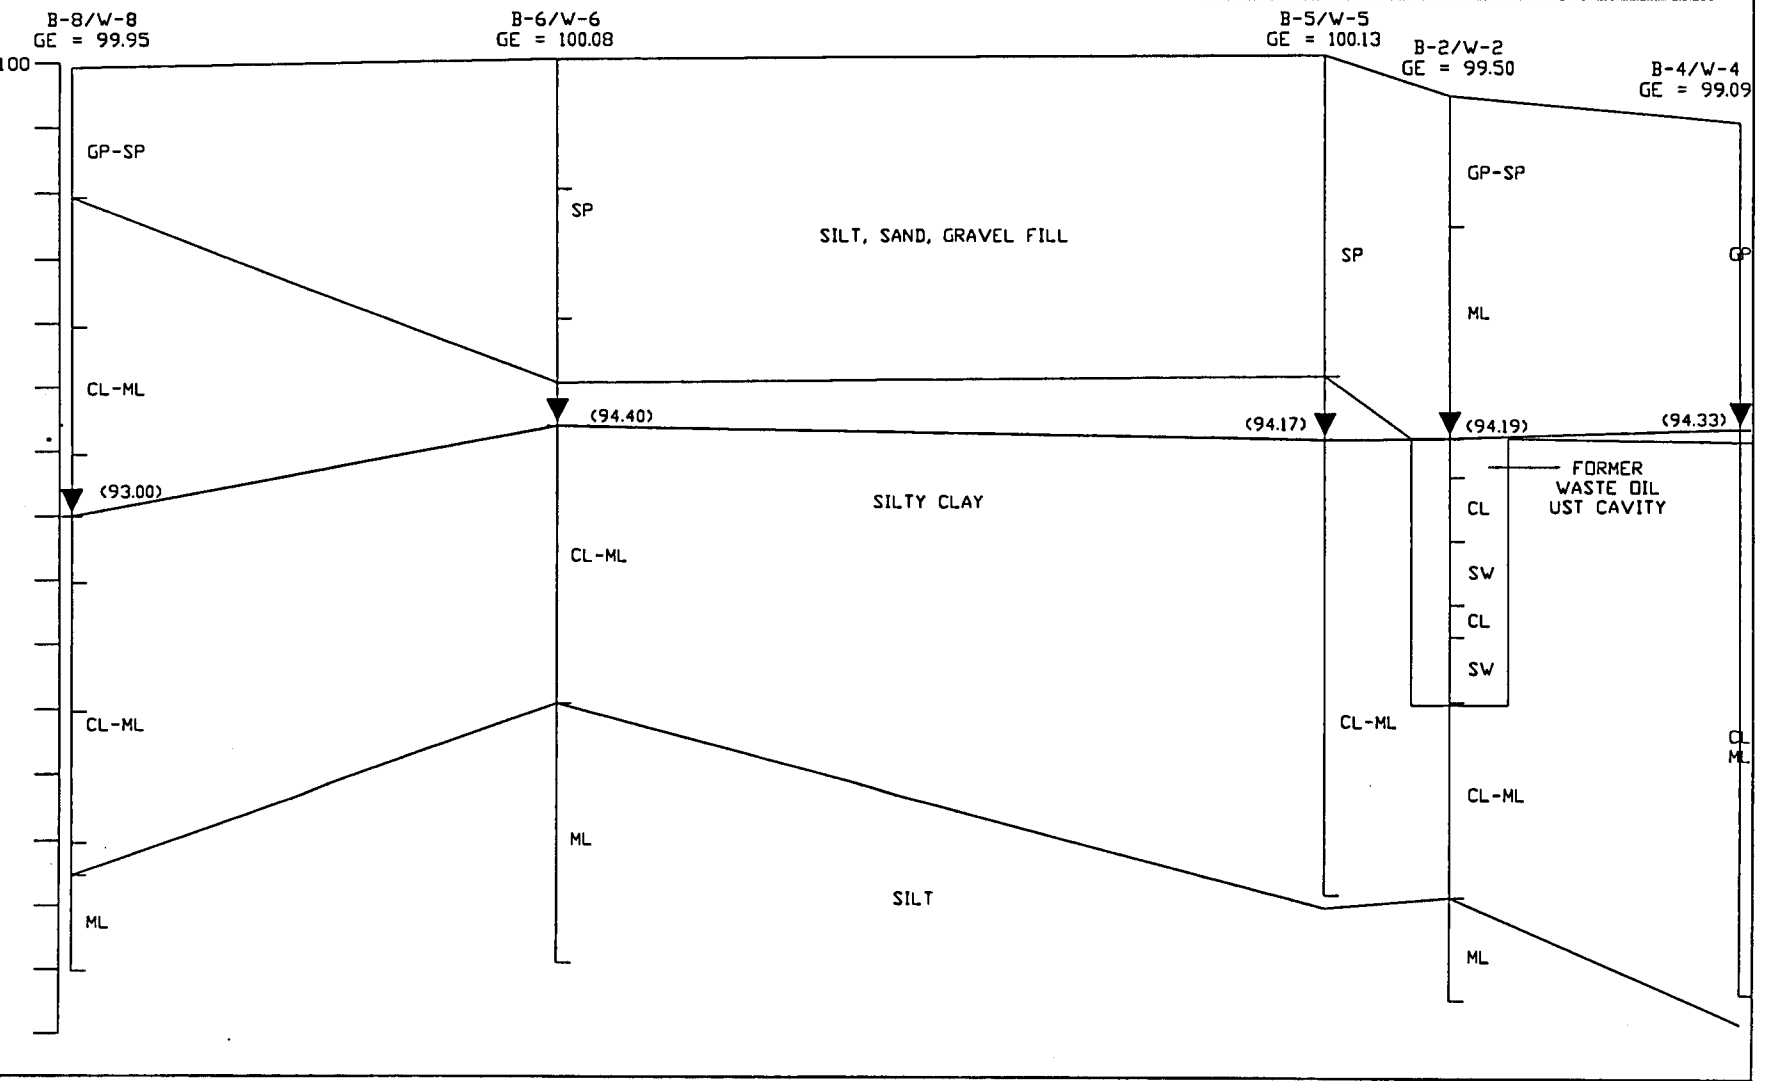 B-8/W-8
GE = 99.95
B-6/W-6
GE = 100.08
B-5/W-5
GE = 100.13
B-2/W-2
GE = 99.50
B-4/W-4
GE = 99.09
100
GP-SP
SP
SILT, SAND, GRAVEL FILL
SP
GP-SP
GP
ML
CL-ML
(94.40)
(94.17)
(94.19)
(94.33)
(93.00)
SILTY CLAY
FORMER
WASTE OIL
UST CAVITY
CL
CL-ML
SW
CL
SW
CL-ML
CL-ML
CL
ML
CL-ML
ML
SILT
ML
ML